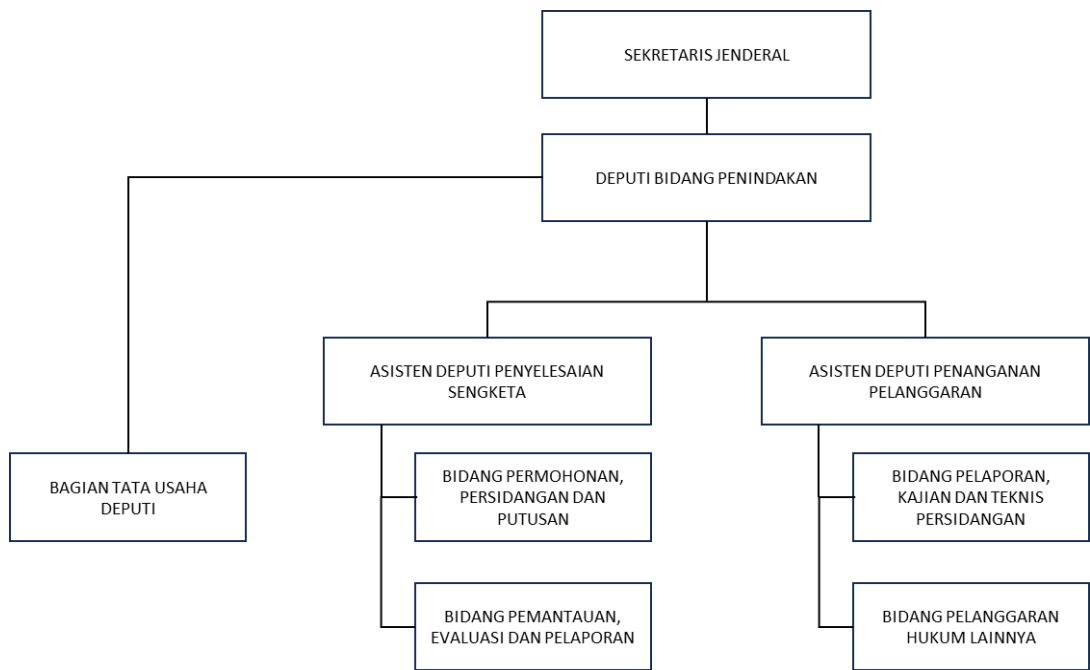 SEKRETARIS JENDERAL
DEPUTI BIDANG PENINDAKAN
ASISTEN DEPUTI PENYELESAIAN
SENGKETA
ASISTEN DEPUTI PENANGANAN
PELANGGARAN
BAGIAN TATA USAHA
DEPUTI
BIDANG PERMOHONAN,
PERSIDANGAN DAN
PUTUSAN
BIDANG PELAPORAN,
KAJIAN DAN TEKNIS
PERSIDANGAN
BIDANG PEMANTAUAN,
EVALUASI DAN PELAPORAN
BIDANG PELANGGARAN
HUKUM LAINNYA